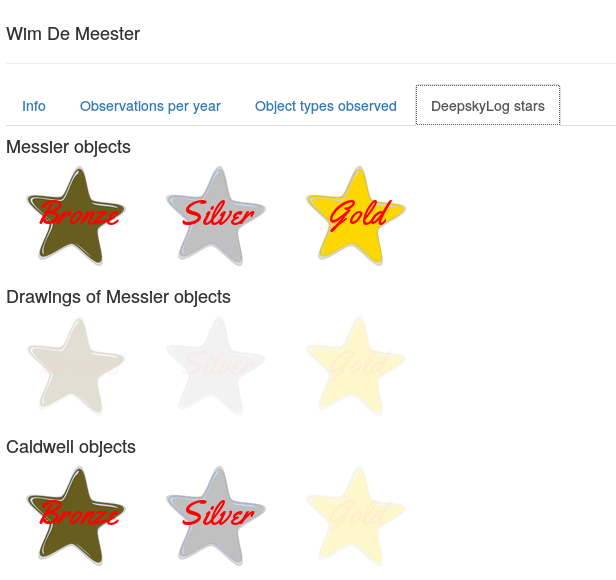 Wim De Meester
Info Observations per year Object types observed DeepskyLog stars
Messier objects
Bronze Silver Gold
Drawings of Messier objects
Silver Gold
Caldwell objects
Bronze Silver Gold